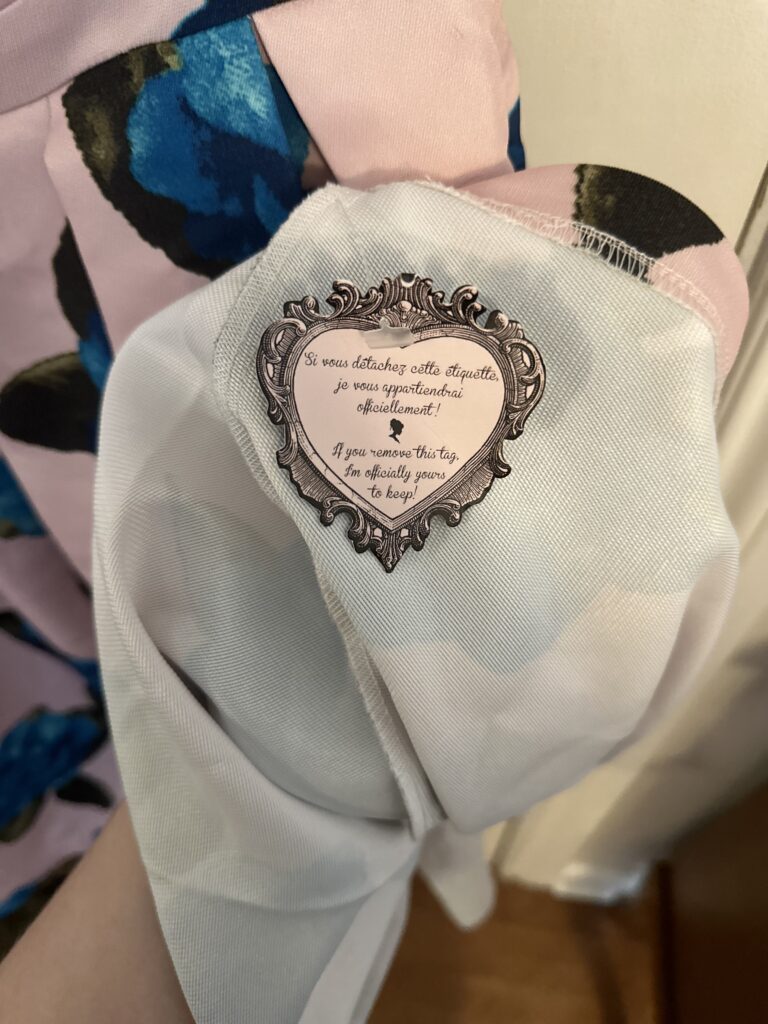 Si vous détachez cette étiquette,
je vous appartiendrai
officiellement!
If you remove this tag,
I'm officially yours
to keep!